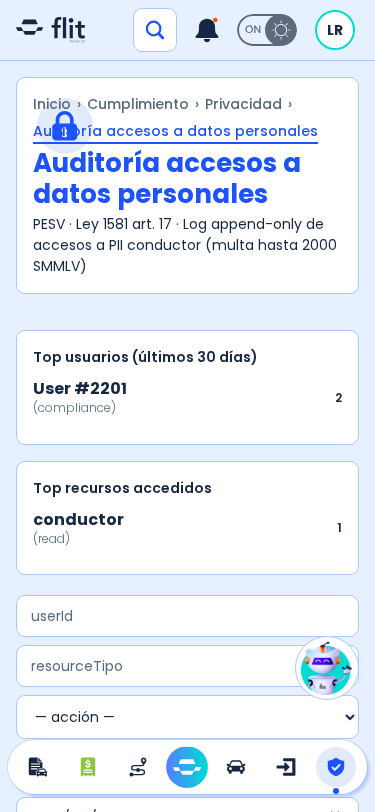 flit
ON
LR
Inicio › Cumplimiento › Privacidad ›
Auditoría accesos a datos personales
Auditoría accesos a
datos personales
PESV · Ley 1581 art. 17 · Log append-only de
accesos a PII conductor (multa hasta 2000
SMMLV)
Top usuarios (últimos 30 días)
User #2201
(compliance)
2
Top recursos accedidos
conductor
(read)
1
userId
resourceTipo
— acción —